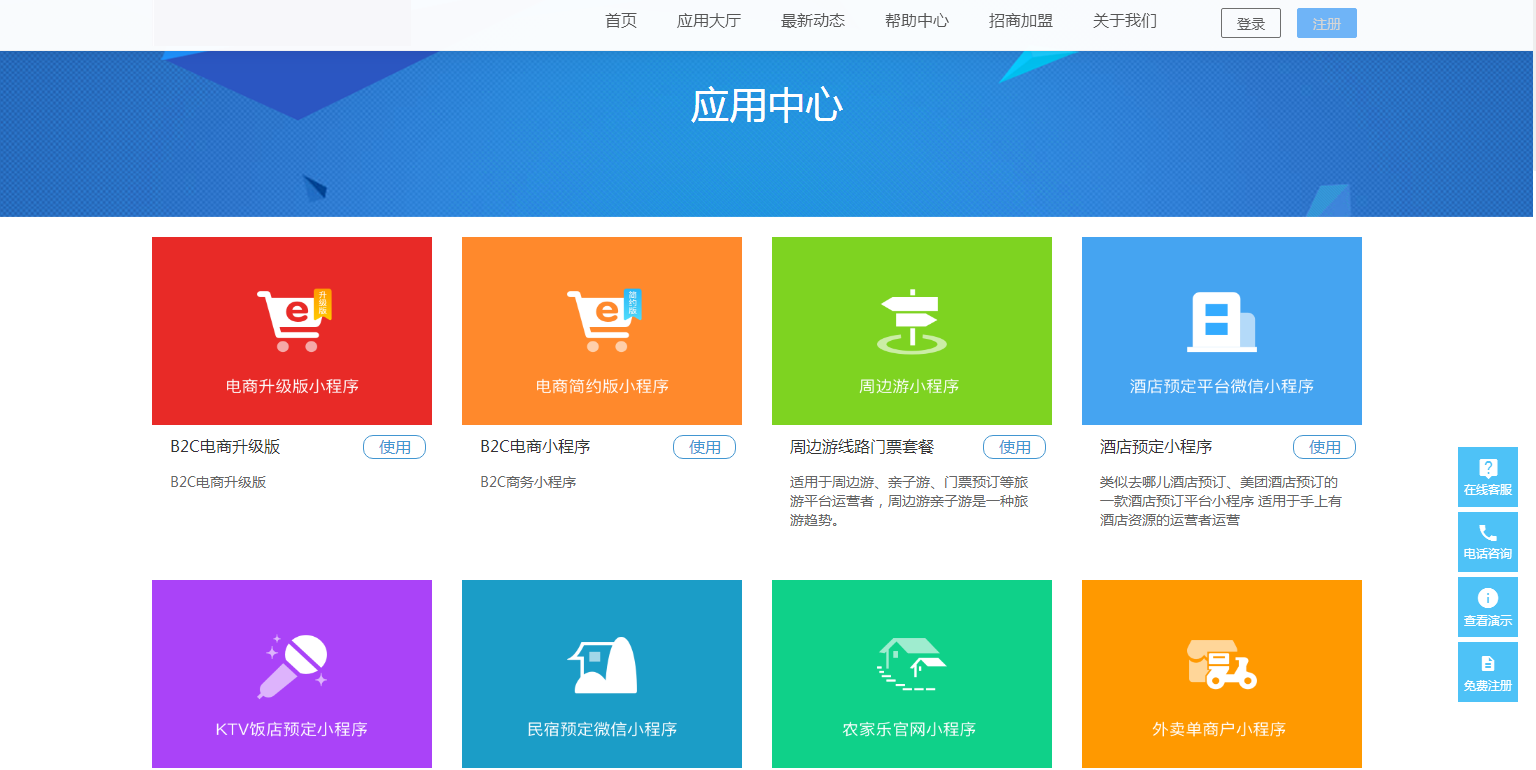 首页 应用大厅 最新动态 帮助中心 招商加盟 关于我们 登录 注册
应用中心
e 升级版
电商升级版小程序
e 简约版
电商简约版小程序
周边游小程序
酒店预定平台微信小程序
B2C电商升级版 使用
B2C电商升级版
B2C电商小程序 使用
B2C商务小程序
周边游线路门票套餐 使用
适用于周边游、亲子游、门票预订等旅
游平台运营者，周边游亲子游是一种旅
游趋势。
酒店预定小程序 使用
类似去哪儿酒店预订、美团酒店预订的
一款酒店预订平台小程序 适用于手上有
酒店资源的运营者运营
KTV饭店预定小程序
民宿预定微信小程序
农家乐官网小程序
外卖单商户小程序
在线客服
电话咨询
查看演示
免费注册